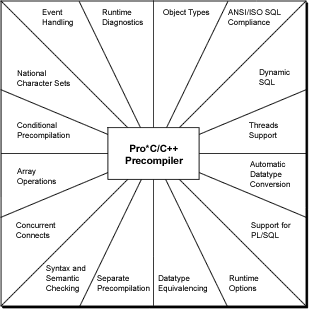 Event
Handling
Runtime
Diagnostics
Object Types
ANSI/ISO SQL
Compliance
National
Character Sets
Dynamic
SQL
Conditional
Precompilation
Threads
Support
Pro*C/C++
Precompiler
Array
Operations
Automatic
Datatype
Conversion
Concurrent
Connects
Support for
PL/SQL
Syntax and
Semantic
Checking
Separate
Precompilation
Datatype
Equivalencing
Runtime
Options